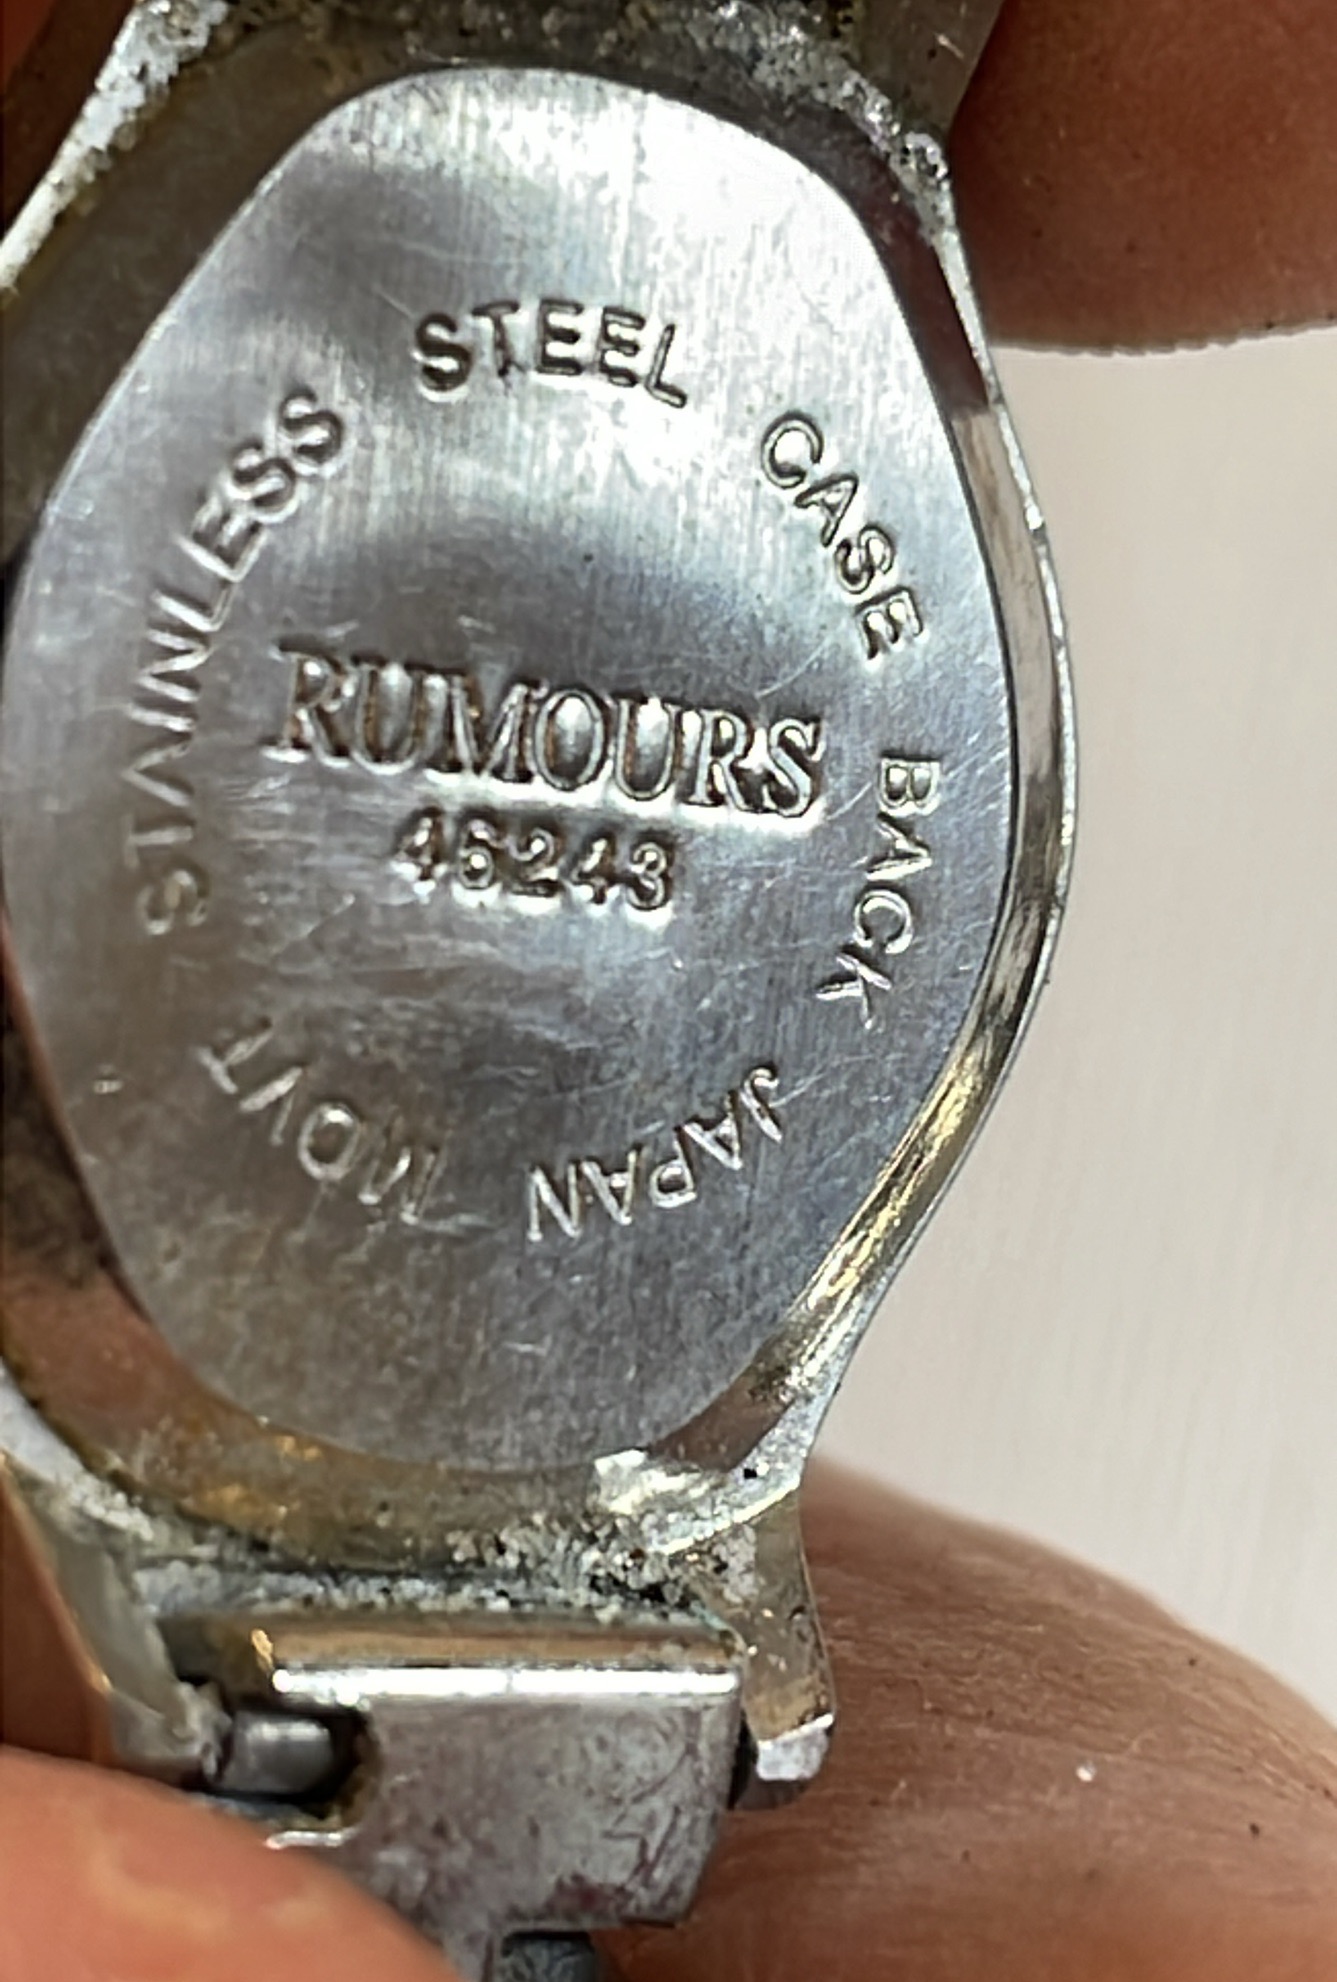 STAINLESS STEEL CASE BACK JAPAN MOVT
RUMOURS
46243